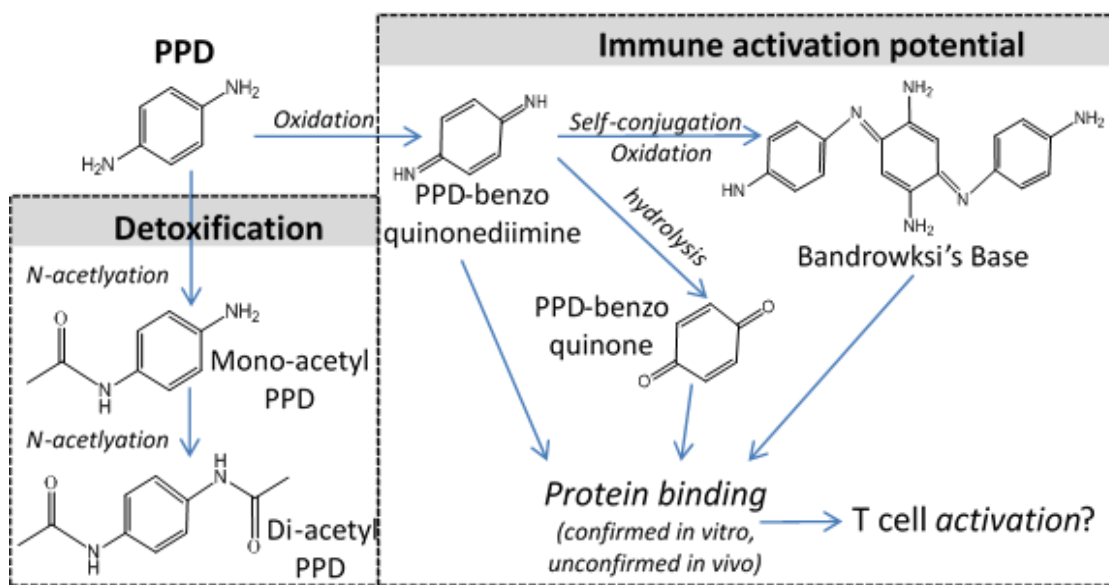 PPD
NH2
H2N
Oxidation
Immune activation potential
NH
HN
PPD-benzo
quinonediimine
Self-conjugation
Oxidation
hydrolysis
NH2
N
NH2
HN
N
NH2
Bandrowksi's Base
PPD-benzo
quinone
O
O
Detoxification
N-acetlyation
NH2
O
N
H
Mono-acetyl
PPD
N-acetlyation
H
N
O
O
N
H
Di-acetyl
PPD
Protein binding
(confirmed in vitro,
unconfirmed in vivo)
T cell activation?